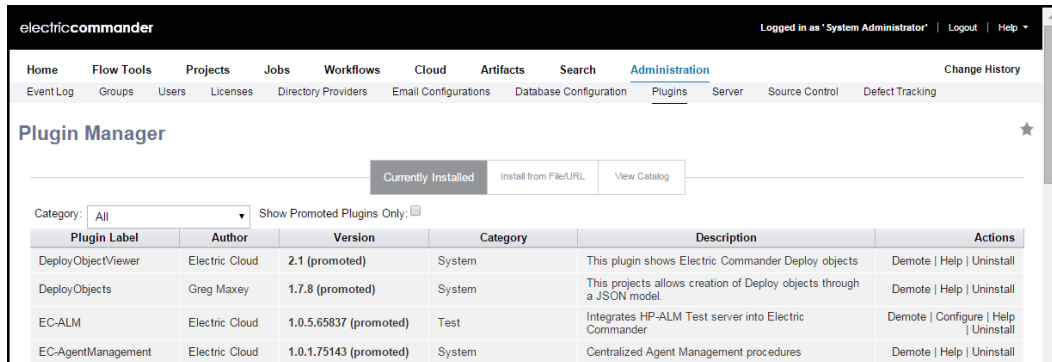 electriccommander
Logged in as 'System Administrator' | Logout | Help
Home Flow Tools Projects Jobs Workflows Cloud Artifacts Search Administration Change History
Event Log Groups Users Licenses Directory Providers Email Configurations Database Configuration Plugins Server Source Control Defect Tracking
Plugin Manager
Currently Installed Install from File/URL View Catalog
Category: All Show Promoted Plugins Only:
Plugin Label Author Version Category Description Actions
DeployObjectViewer Electric Cloud 2.1 (promoted) System This plugin shows Electric Commander Deploy objects Demote | Help | Uninstall
DeployObjects Greg Maxey 1.7.8 (promoted) System This projects allows creation of Deploy objects through
a JSON model. Demote | Help | Uninstall
EC-ALM Electric Cloud 1.0.5.65837 (promoted) Test Integrates HP-ALM Test server into Electric
Commander Demote | Configure | Help
| Uninstall
EC-AgentManagement Electric Cloud 1.0.1.75143 (promoted) System Centralized Agent Management procedures Demote | Help | Uninstall